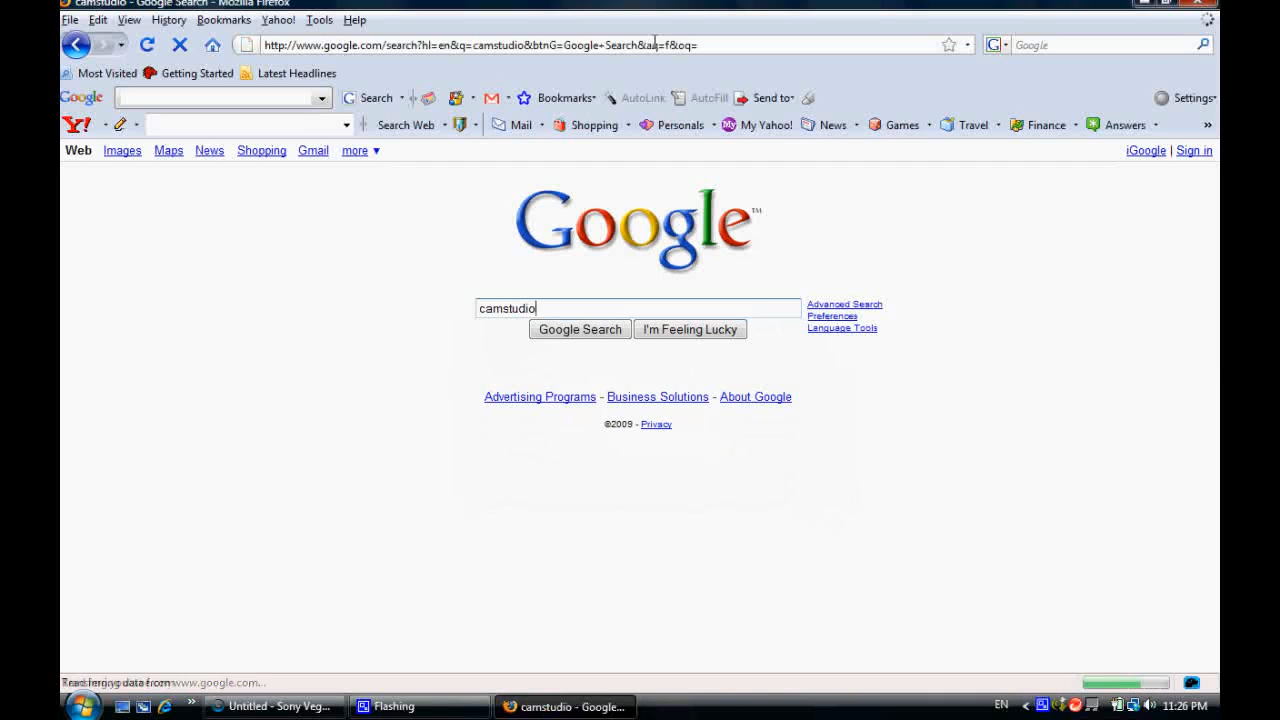 camstudio - Google Search - Mozilla Firefox
File Edit View History Bookmarks Yahoo! Tools Help
http://www.google.com/search?hl=en&q=camstudio&btnG=Google+Search&aq=f&oq=
G Google
Most Visited Getting Started Latest Headlines
Google G Search Bookmarks AutoLink AutoFill Send to Settings
Y! Search Web Mail Shopping Personals My My Yahoo! News Games Travel Finance Answers »
Web Images Maps News Shopping Gmail more ▼ iGoogle | Sign in
Google™
camstudio
Advanced Search
Preferences
Language Tools
Google Search I'm Feeling Lucky
Advertising Programs - Business Solutions - About Google
©2009 - Privacy
www.google.com...
» Untitled - Sony Veg... Flashing camstudio - Google... EN < 11:26 PM